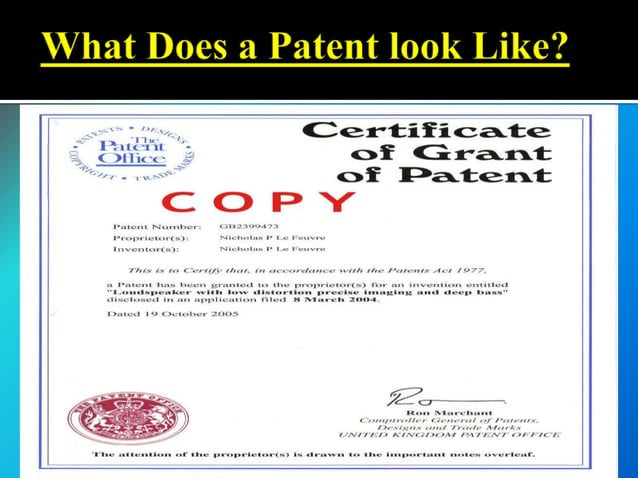 What Does a Patent look Like?
PATENTS • DESIGNS •
The
Patent
Office
COPYRIGHT • TRADE MARKS
Certificate
of Grant
of Patent
COPY
Patent Number: GB2399473
Proprietor(s): Nicholas P Le Feuvre
Inventor(s): Nicholas P Le Feuvre
This is to Certify that, in accordance with the Patents Act 1977,
a Patent has been granted to the proprietor(s) for an invention entitled
"Loudspeaker with low distortion precise imaging and deep bass"
disclosed in an application filed 8 March 2004.
Dated 19 October 2005
THE PATENT OFFICE
Ron Marchant
Comptroller General of Patents,
Designs and Trade Marks
UNITED KINGDOM PATENT OFFICE
The attention of the proprietor(s) is drawn to the important notes overleaf.